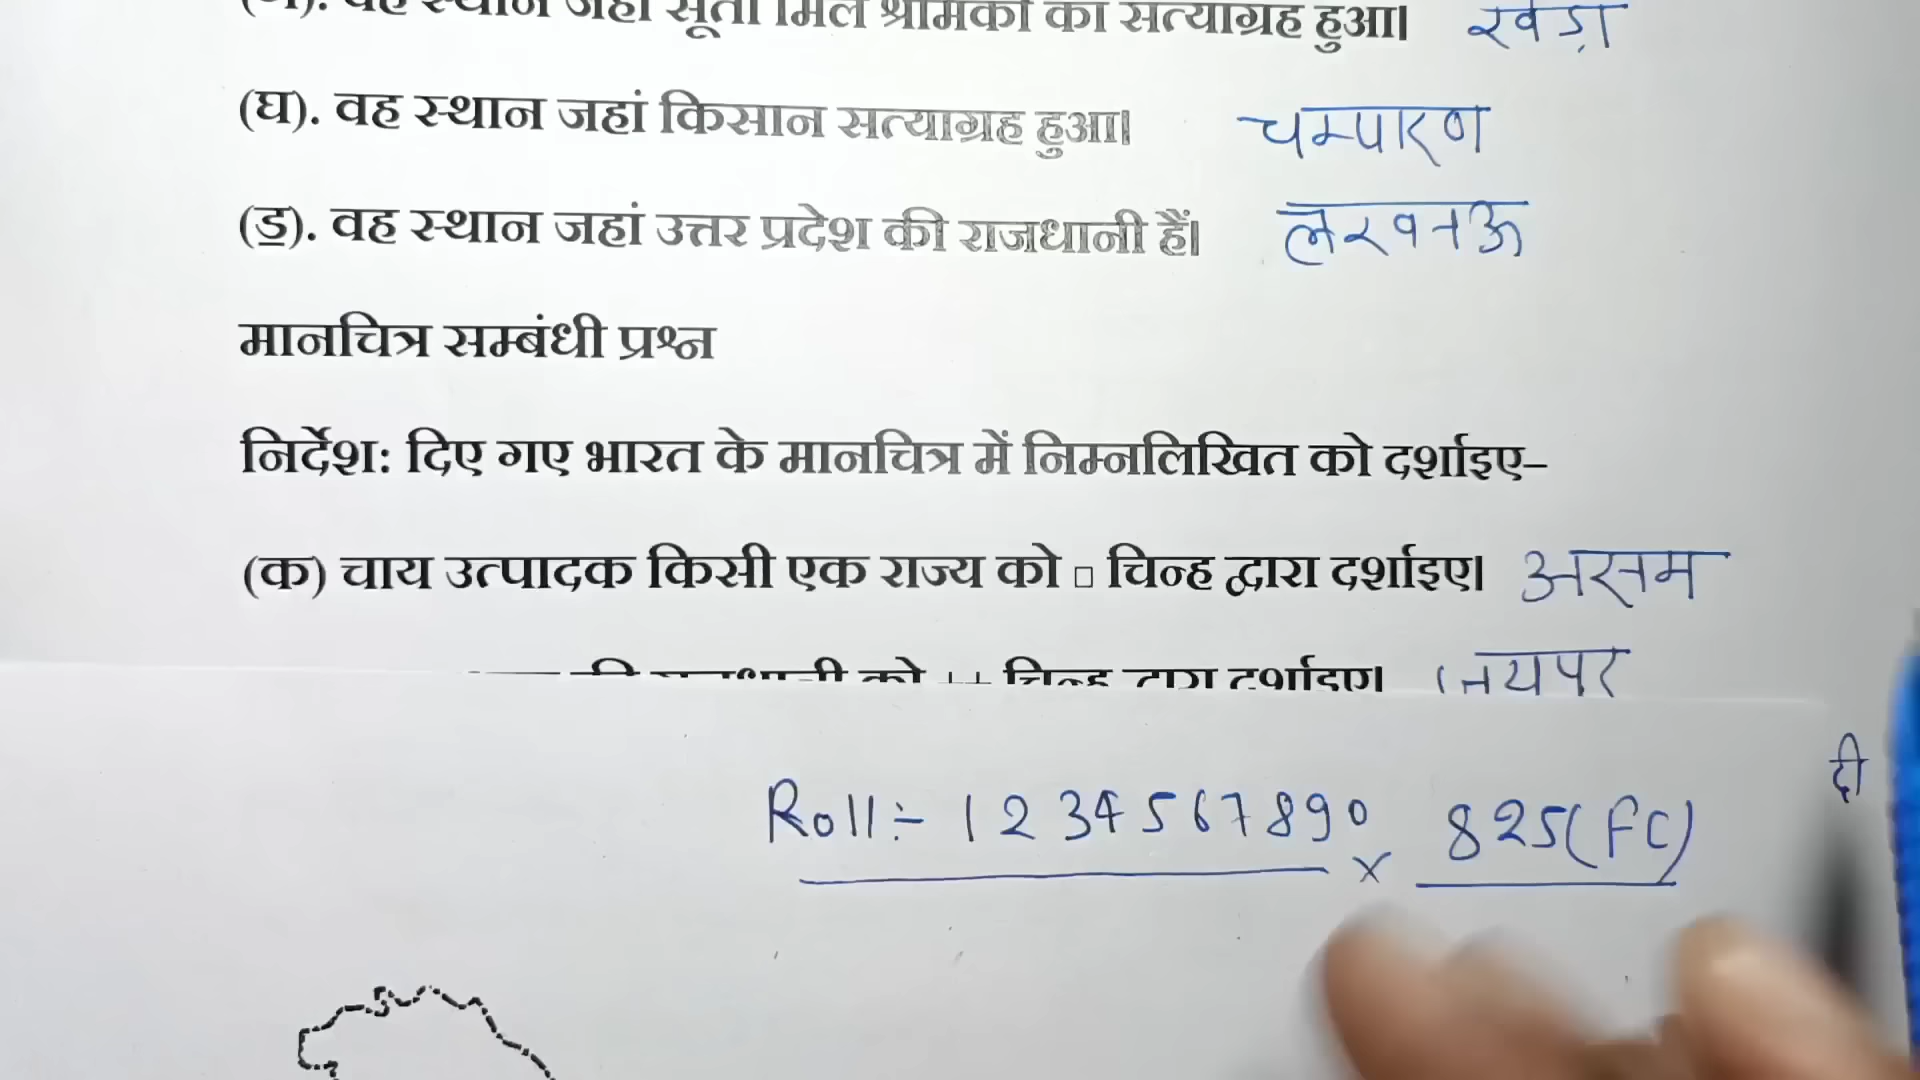 वह स्थान जहां सूती मिल श्रमिकों का सत्याग्रह हुआ। खेड़ा
(घ). वह स्थान जहां किसान सत्याग्रह हुआ। चम्पारण
(ड). वह स्थान जहां उत्तर प्रदेश की राजधानी हैं। लखनऊ
मानचित्र सम्बंधी प्रश्न
निर्देश: दिए गए भारत के मानचित्र में निम्नलिखित को दर्शाइए–
(क) चाय उत्पादक किसी एक राज्य को □ चिन्ह द्वारा दर्शाइए। असम
की राजधानी को चिन्ह द्वारा दर्शाइए।
दी
Roll:- 1234567890 x 825(FC)